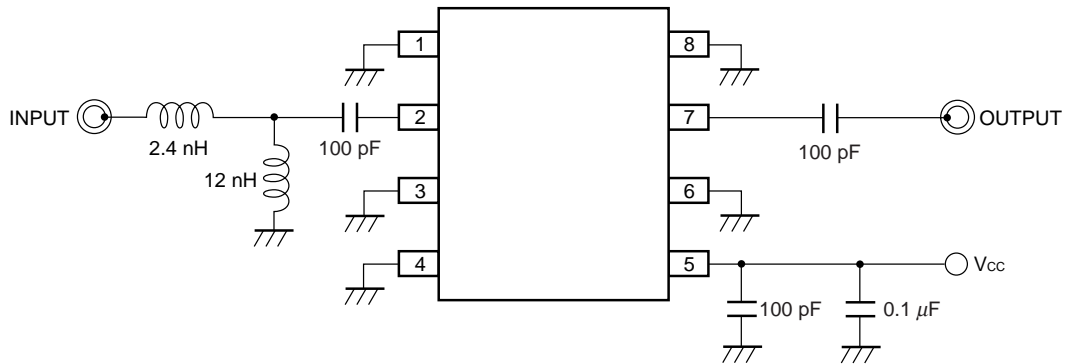 1
8
INPUT
2
7
OUTPUT
2.4 nH
100 pF
100 pF
12 nH
3
6
4
5
Vcc
100 pF
0.1 μF